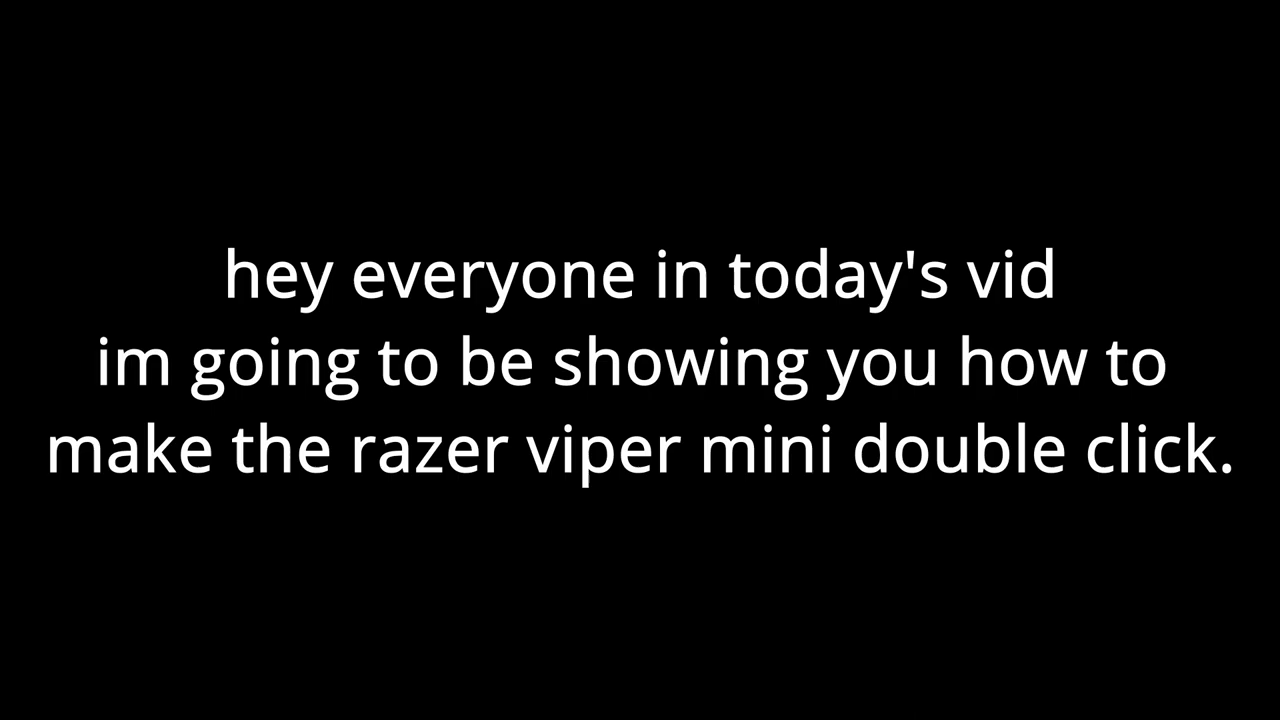 hey everyone in today's vid
im going to be showing you how to
make the razer viper mini double click.